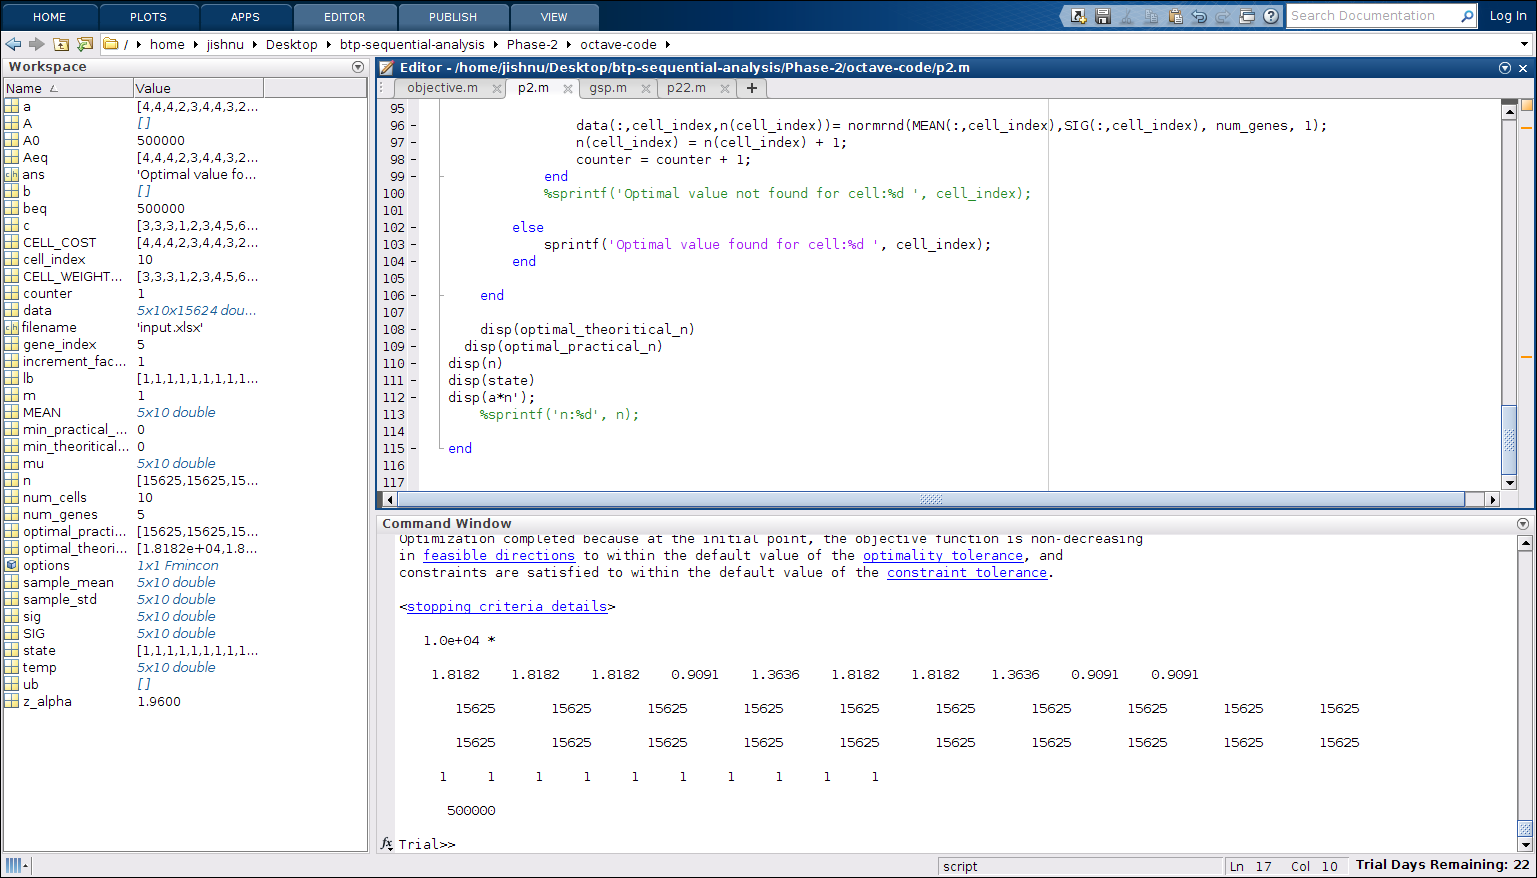 HOME PLOTS APPS EDITOR PUBLISH VIEW Search Documentation Log In
/ home jishnu Desktop btp-sequential-analysis Phase-2 octave-code
Workspace
Name Value
a [4,4,4,2,3,4,4,3,2...
A []
A0 500000
Aeq [4,4,4,2,3,4,4,3,2...
ans 'Optimal value fo...
b []
beq 500000
c [3,3,3,1,2,3,4,5,6...
CELL_COST [4,4,4,2,3,4,4,3,2...
cell_index 10
CELL_WEIGHT... [3,3,3,1,2,3,4,5,6...
counter 1
data 5x10x15624 dou...
filename 'input.xlsx'
gene_index 5
increment_fac... 1
lb [1,1,1,1,1,1,1,1,1...
m 1
MEAN 5x10 double
min_practical_... 0
min_theoritical... 0
mu 5x10 double
n [15625,15625,15...
num_cells 10
num_genes 5
optimal_practi... [15625,15625,15...
optimal_theori... [1.8182e+04,1.8...
options 1x1 Fmincon
sample_mean 5x10 double
sample_std 5x10 double
sig 5x10 double
SIG 5x10 double
state [1,1,1,1,1,1,1,1,1...
temp 5x10 double
ub []
z_alpha 1.9600
Editor - /home/jishnu/Desktop/btp-sequential-analysis/Phase-2/octave-code/p2.m
objective.m p2.m gsp.m p22.m
95
96 - data(:,cell_index,n(cell_index))= normrnd(MEAN(:,cell_index),SIG(:,cell_index), num_genes, 1);
97 - n(cell_index) = n(cell_index) + 1;
98 - counter = counter + 1;
99 - end
100 %sprintf('Optimal value not found for cell:%d ', cell_index);
101
102 - else
103 - sprintf('Optimal value found for cell:%d ', cell_index);
104 - end
105
106 - end
107
108 - disp(optimal_theoritical_n)
109 - disp(optimal_practical_n)
110 - disp(n)
111 - disp(state)
112 - disp(a*n');
113 %sprintf('n:%d', n);
114
115 - end
116
117
Command Window
Optimization completed because at the initial point, the objective function is non-decreasing
in feasible directions to within the default value of the optimality tolerance, and
constraints are satisfied to within the default value of the constraint tolerance.
<stopping criteria details>
1.0e+04 *
1.8182 1.8182 1.8182 0.9091 1.3636 1.8182 1.8182 1.3636 0.9091 0.9091
15625 15625 15625 15625 15625 15625 15625 15625 15625 15625
15625 15625 15625 15625 15625 15625 15625 15625 15625 15625
1 1 1 1 1 1 1 1 1 1
500000
fx Trial>>
script Ln 17 Col 10 Trial Days Remaining: 22